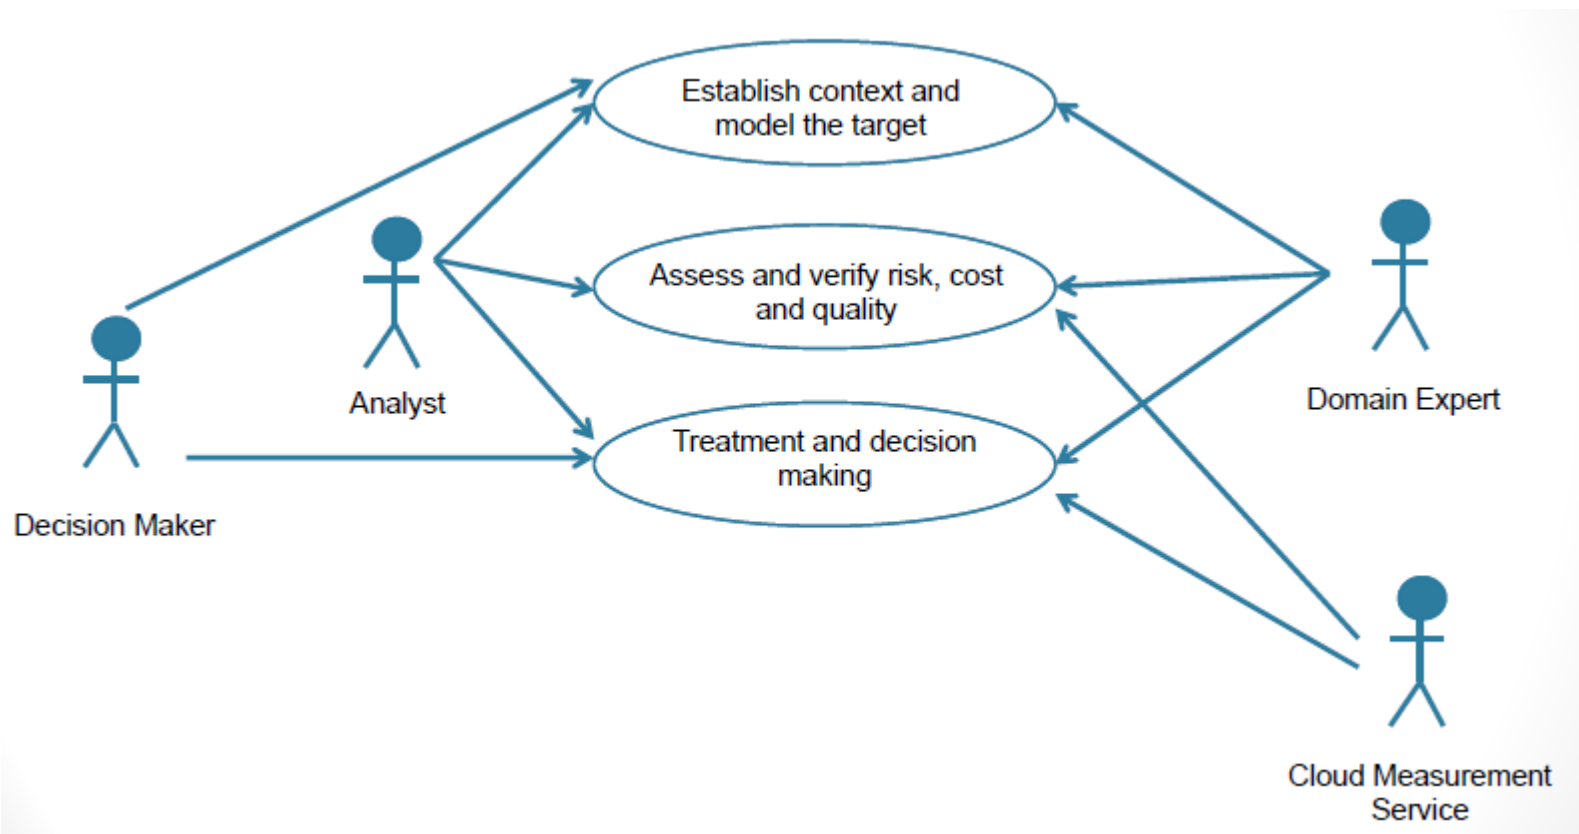 Establish context and
model the target
Assess and verify risk, cost
and quality
Analyst
Domain Expert
Treatment and decision
making
Decision Maker
Cloud Measurement
Service